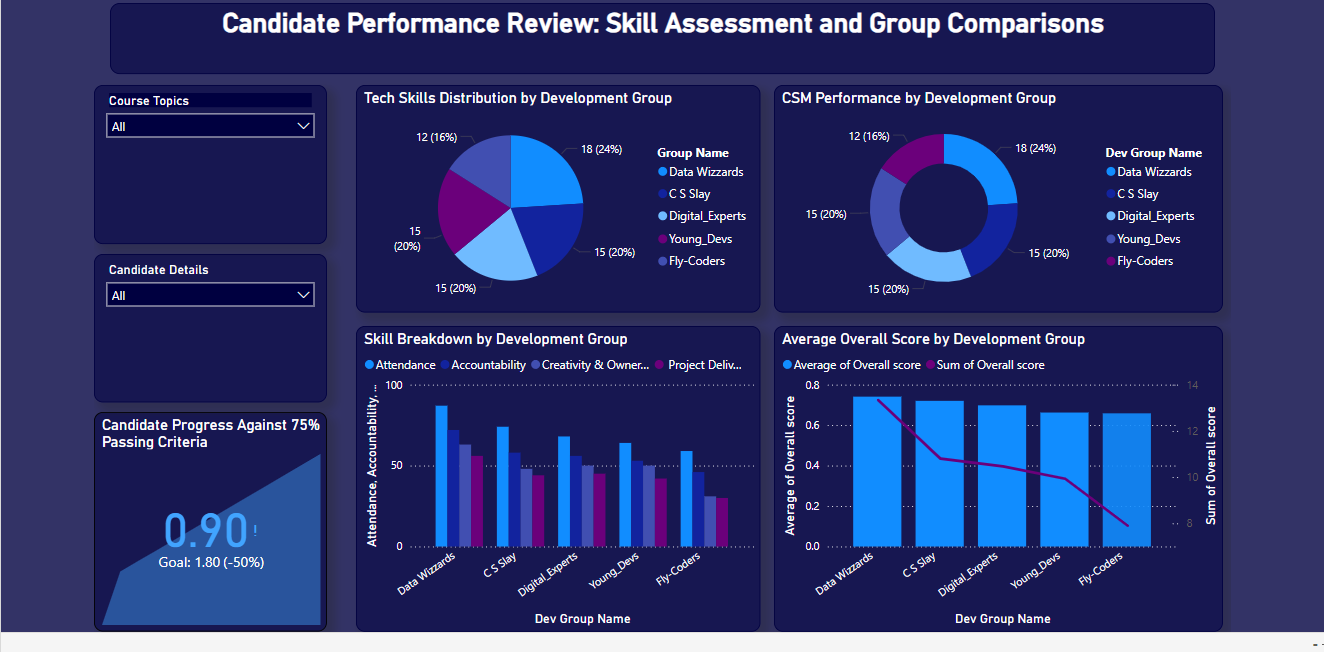 Candidate Performance Review: Skill Assessment and Group Comparisons
Course Topics
All
Candidate Details
All
Candidate Progress Against 75%
Passing Criteria
0.90!
Goal: 1.80 (-50%)
Tech Skills Distribution by Development Group
12 (16%)
18 (24%)
15
(20%)
15 (20%)
15 (20%)
Group Name
Data Wizzards
C S Slay
Digital_Experts
Young_Devs
Fly-Coders
CSM Performance by Development Group
12 (16%)
18 (24%)
15 (20%)
15 (20%)
15 (20%)
Dev Group Name
Data Wizzards
C S Slay
Digital_Experts
Young_Devs
Fly-Coders
Skill Breakdown by Development Group
Attendance Accountability Creativity & Owner... Project Deliv...
Attendance, Accountability, ...
100
50
0
Data Wizzards
C S Slay
Digital_Experts
Young_Devs
Fly-Coders
Dev Group Name
Average Overall Score by Development Group
Average of Overall score Sum of Overall score
Average of Overall score
0.8
0.6
0.4
0.2
0.0
14
12
10
8
Sum of Overall score
Data Wizzards
C S Slay
Digital_Experts
Young_Devs
Fly-Coders
Dev Group Name